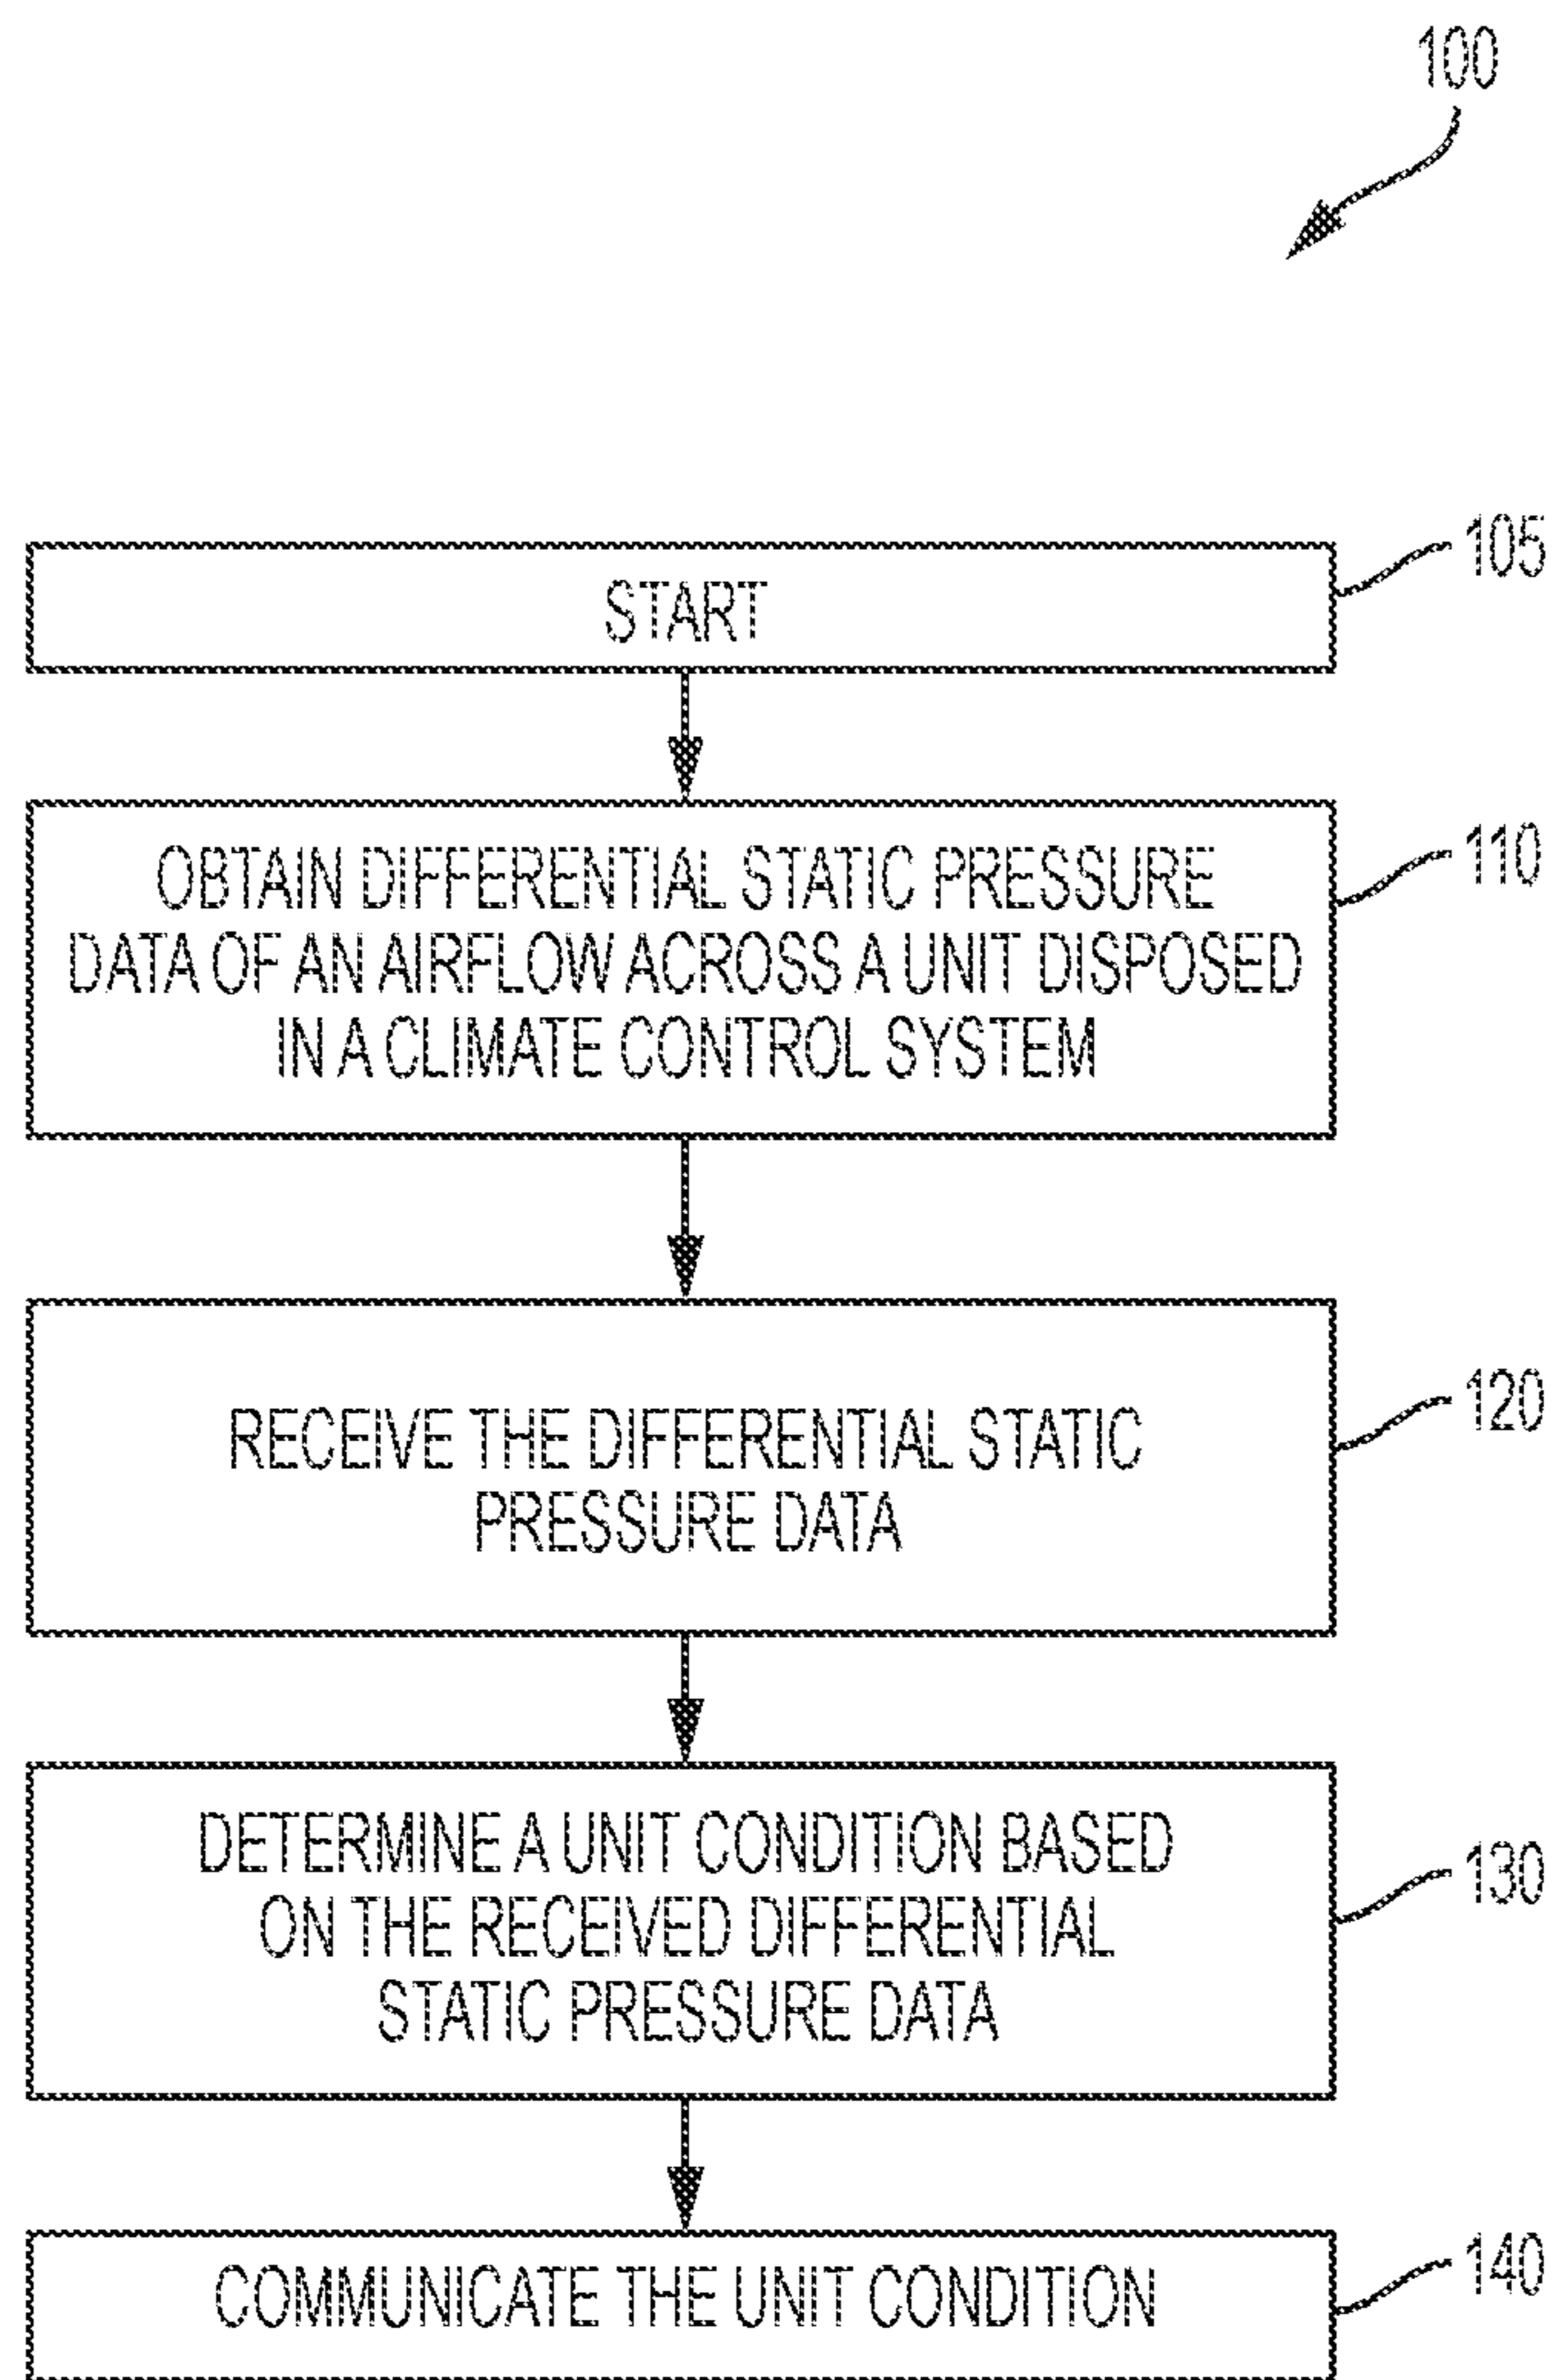 100
START
105
OBTAIN DIFFERENTIAL STATIC PRESSURE
DATA OF AN AIRFLOW ACROSS A UNIT DISPOSED
IN A CLIMATE CONTROL SYSTEM
110
RECEIVE THE DIFFERENTIAL STATIC
PRESSURE DATA
120
DETERMINE A UNIT CONDITION BASED
ON THE RECEIVED DIFFERENTIAL
STATIC PRESSURE DATA
130
COMMUNICATE THE UNIT CONDITION
140